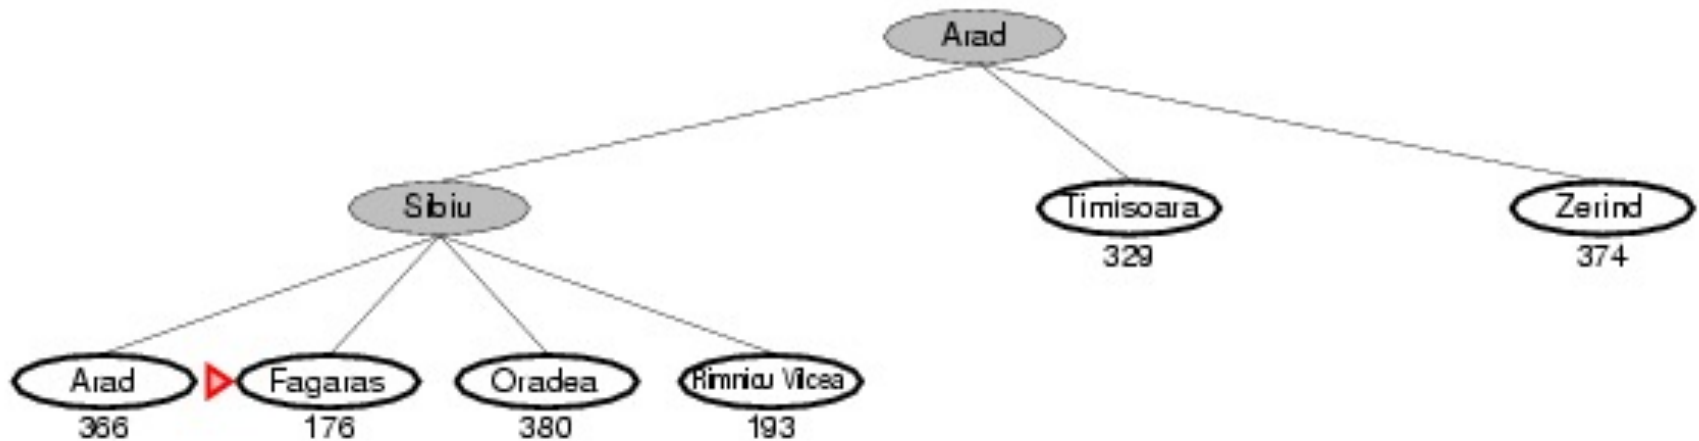 Arad
Sibiu
Timisoara
Zerind
329
374
Arad
Fagaras
Oradea
Rimnicu Vilcea
366
176
380
193